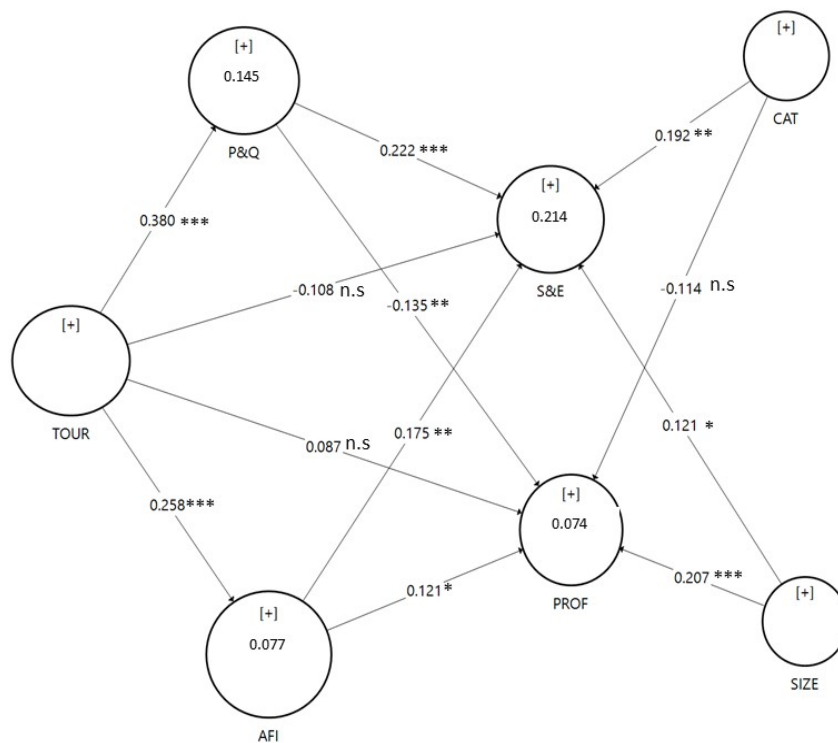 [+]
0.145
P&Q
[+]
CAT
0.222 ***
0.192 **
[+]
0.214
S&E
0.380 ***
-0.108 n.s
-0.135 **
-0.114 n.s
[+]
TOUR
0.175 **
0.087 n.s
0.121 *
0.258***
[+]
0.074
PROF
0.121 *
0.207 ***
[+]
SIZE
[+]
0.077
AFI